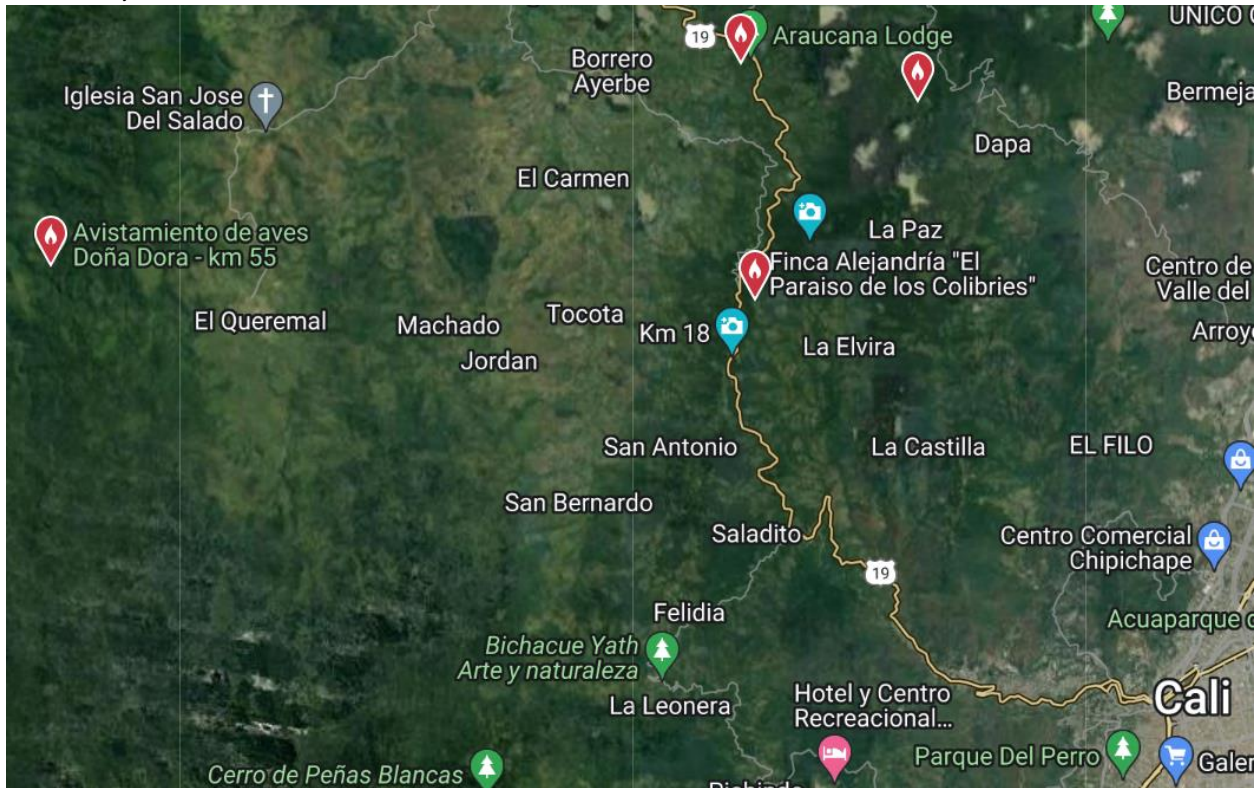 UNICO
19
Araucana Lodge
Borrero
Ayerbe
Iglesia San Jose
Del Salado
Bermeja
Dapa
El Carmen
Avistamiento de aves
Doña Dora - km 55
La Paz
Finca Alejandría "El
Paraiso de los Colibries"
Centro de
Valle del
El Queremal
Machado
Tocota
Km 18
Arroyo
Jordan
La Elvira
San Antonio
La Castilla
EL FILO
San Bernardo
Saladito
Centro Comercial
Chipichape
19
Felidia
Acuaparque
Bichacue Yath
Arte y naturaleza
La Leonera
Hotel y Centro
Recreacional...
Cali
Parque Del Perro
Galer
Cerro de Peñas Blancas